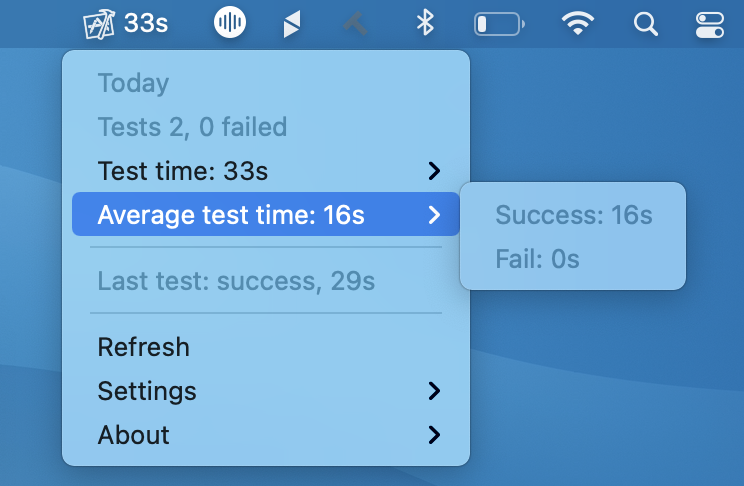 33s
Today
Tests 2, 0 failed
Test time: 33s
Average test time: 16s
Success: 16s
Fail: 0s
Last test: success, 29s
Refresh
Settings
About